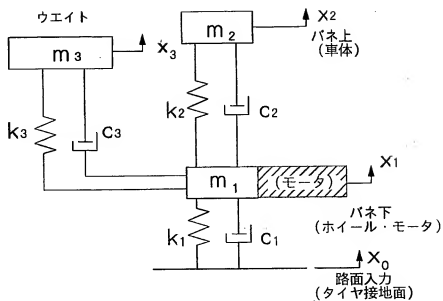 ウエイト
m3
x3
k3
C3
m2
x2
バネ上
(車体)
k2
C2
m1
(モータ)
x1
バネ下
(ホイール・モータ)
k1
C1
x0
路面入力
(タイヤ接地面)